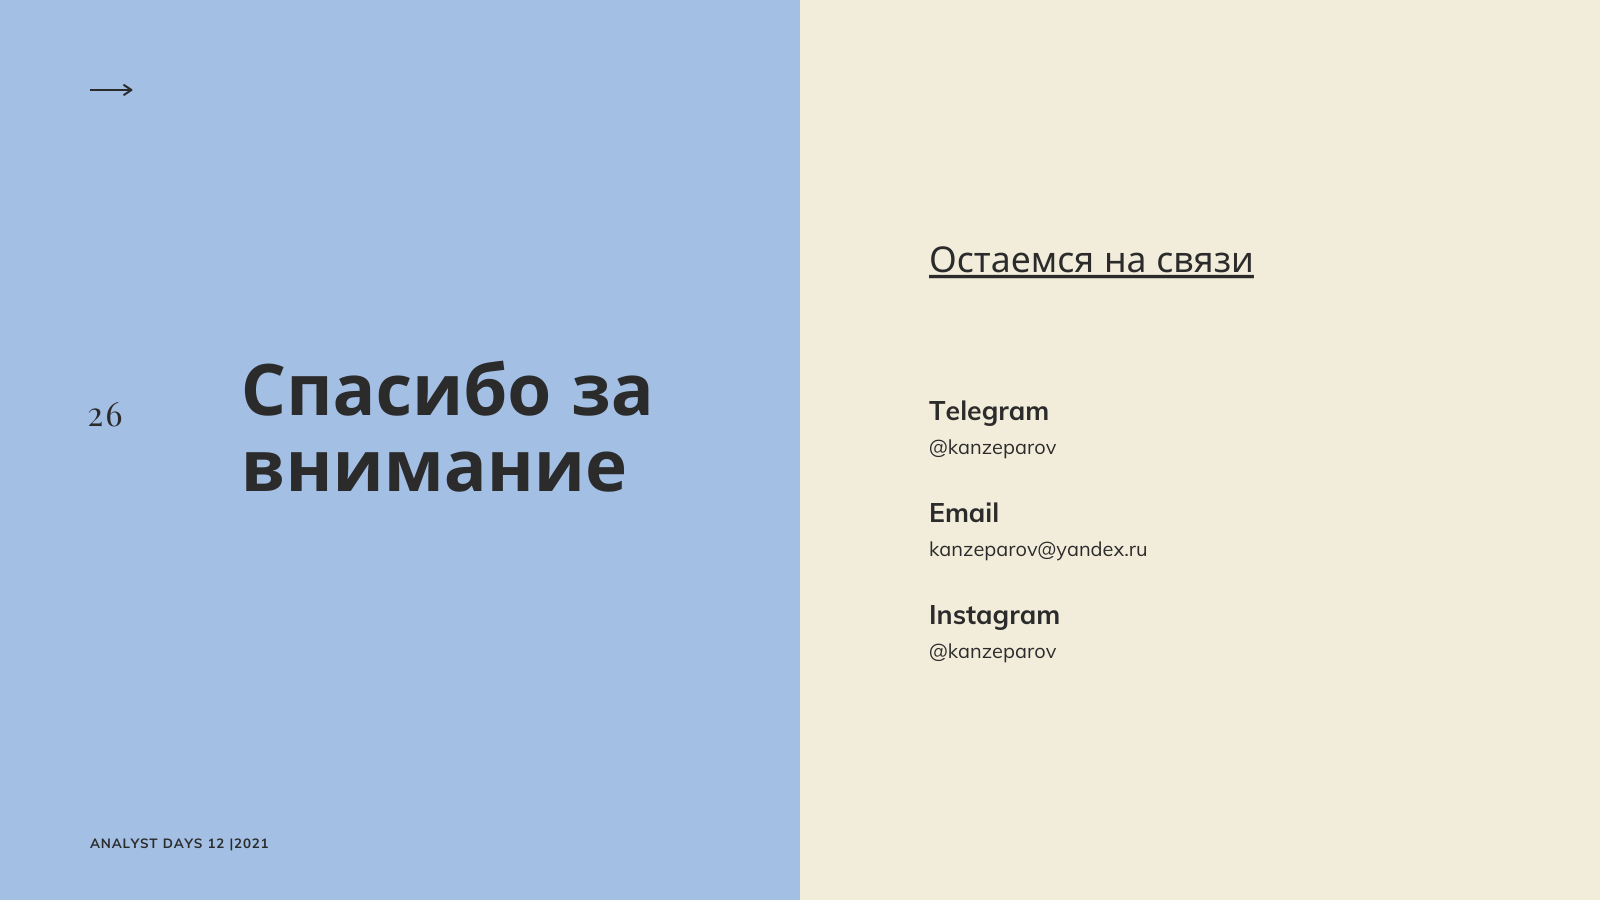 26
Спасибо за
внимание
ANALYST DAYS 12 |2021
Остаемся на связи
Telegram
@kanzeparov
Email
kanzeparov@yandex.ru
Instagram
@kanzeparov